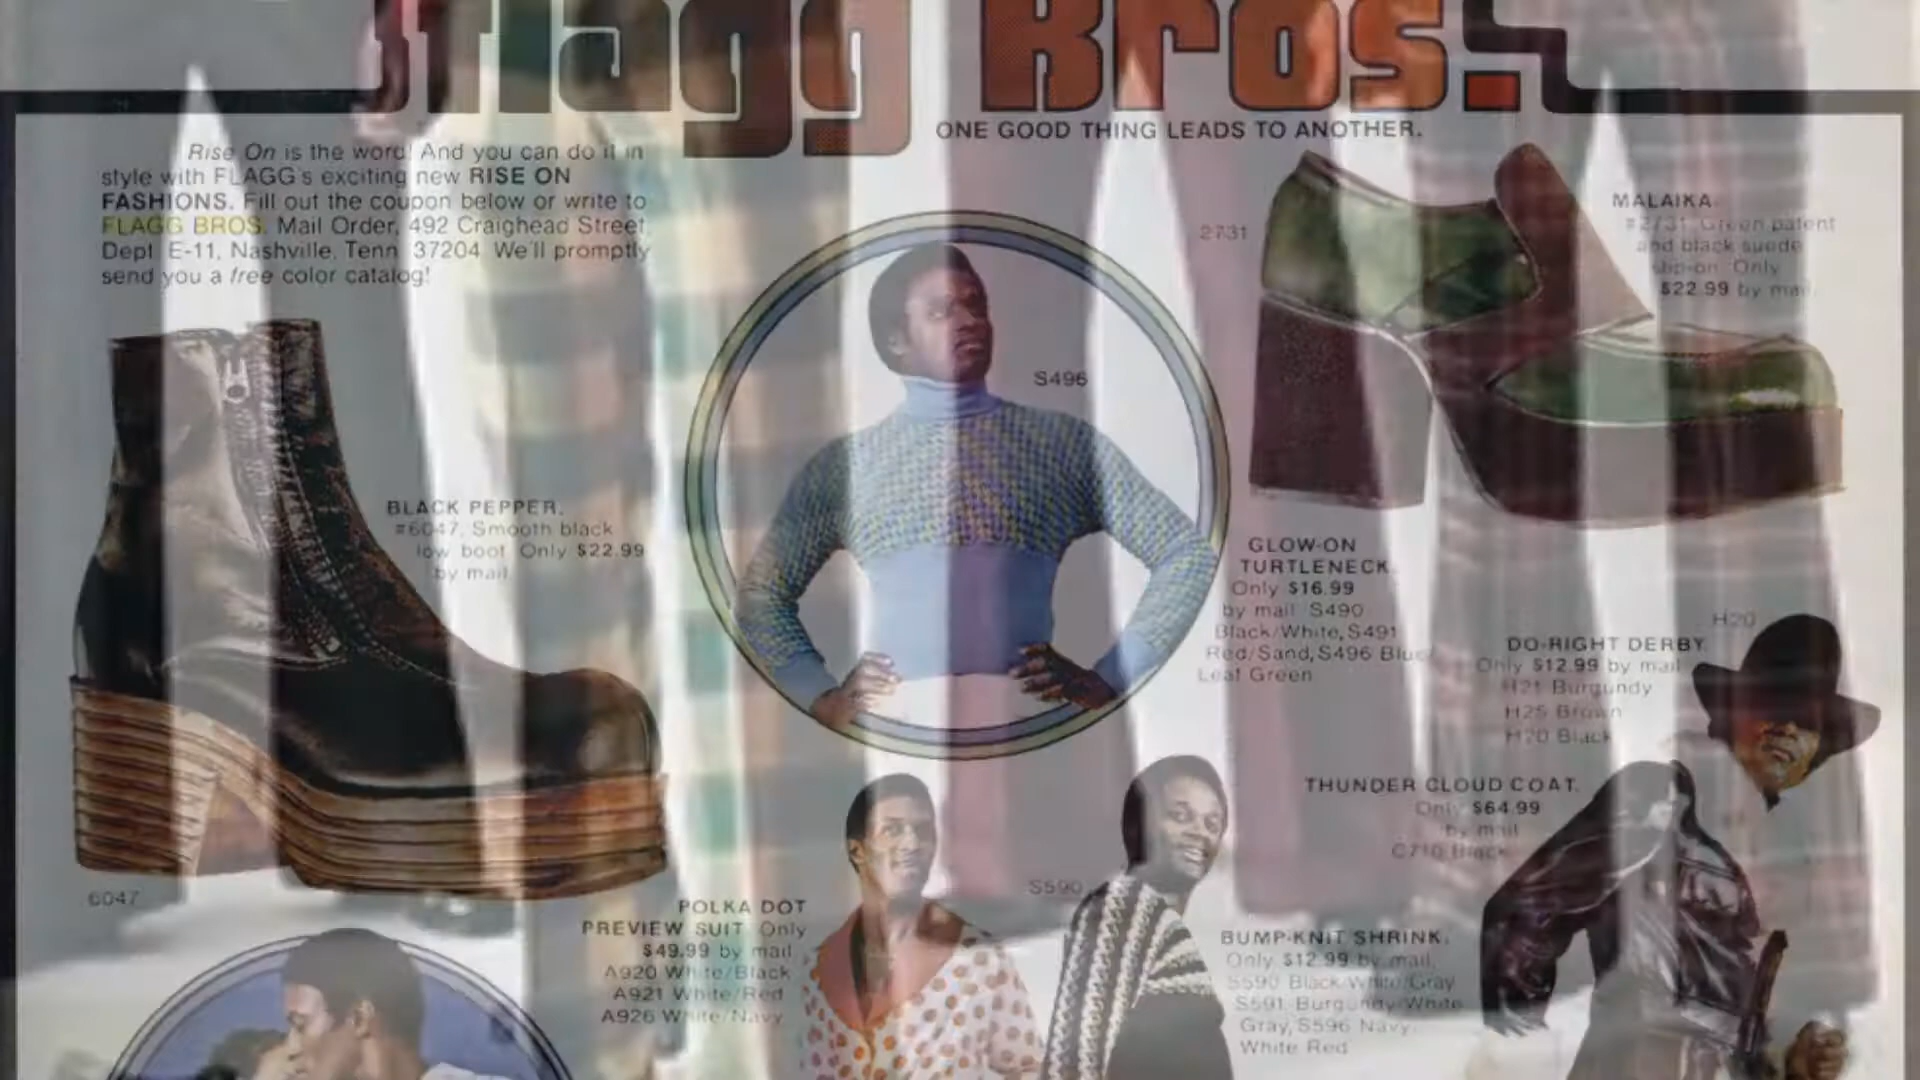 Flagg Bros.
ONE GOOD THING LEADS TO ANOTHER.
Rise On is the word! And you can do it in
style with FLAGG's exciting new RISE ON
FASHIONS. Fill out the coupon below or write to
FLAGG BROS. Mail Order, 492 Craighead Street,
Dept. E-11, Nashville, Tenn. 37204. We'll promptly
send you a free color catalog!
2731
MALAIKA.
#2731. Green patent
and black suede
slip-on. Only
$22.99 by mail.
S496
BLACK PEPPER.
#6047. Smooth black
low boot. Only $22.99
by mail.
GLOW-ON
TURTLENECK.
Only $16.99
by mail. S490
Black/White, S491
Red/Sand, S496 Blue
Leaf Green
H20
DO-RIGHT DERBY.
Only $12.99 by mail
H21 Burgundy
H25 Brown
H20 Black
THUNDER CLOUD COAT.
Only $64.99
by mail
C710 Black
6047
POLKA DOT
PREVIEW SUIT. Only
$49.99 by mail
A920 White/Black
A921 White/Red
A926 White/Navy
S590
BUMP-KNIT SHRINK.
Only $12.99 by mail.
S590 Black/White/Gray
S591 Burgundy/White
Gray, S596 Navy
White Red